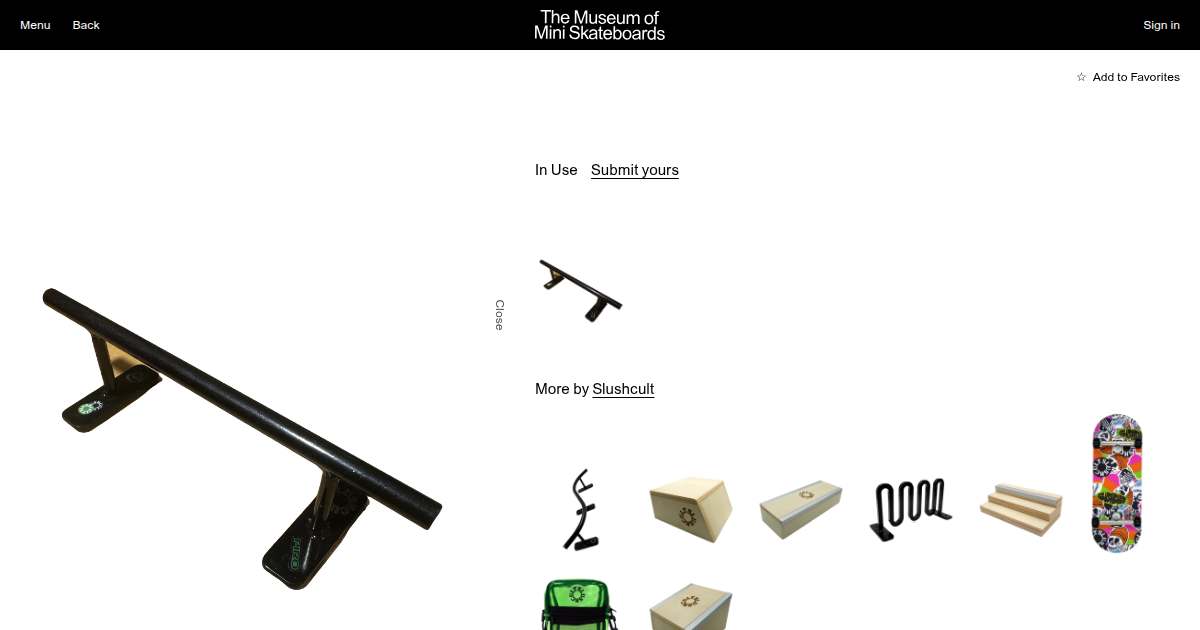 Menu
Back
The Museum of
Mini Skateboards
Sign in
☆ Add to Favorites
In Use
Submit yours
Close
More by Slushcult